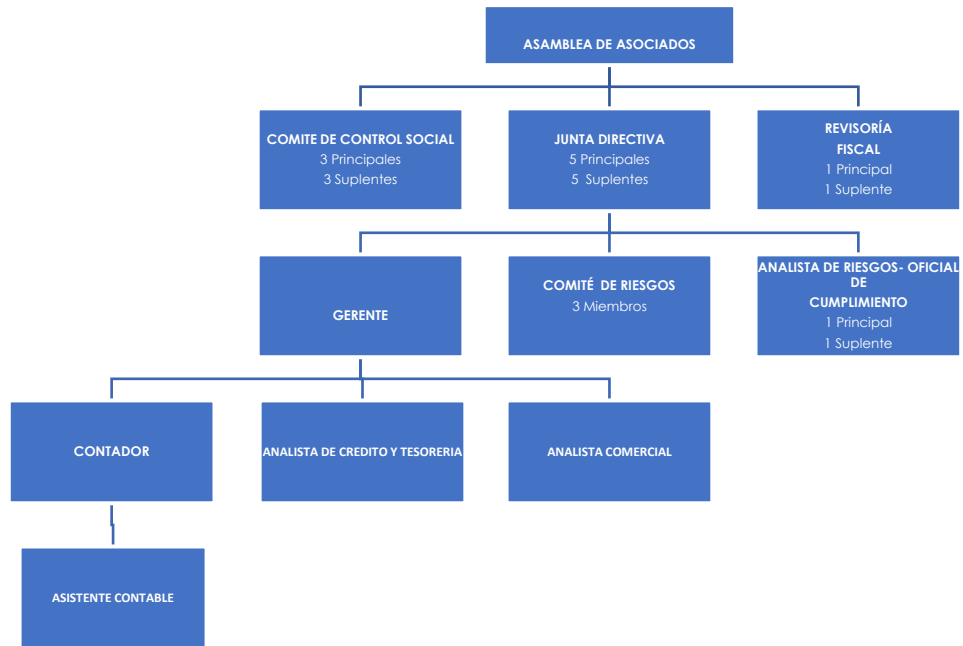 ASAMBLEA DE ASOCIADOS
COMITE DE CONTROL SOCIAL
3 Principales
3 Suplentes
JUNTA DIRECTIVA
5 Principales
5 Suplentes
REVISORÍA
FISCAL
1 Principal
1 Suplente
GERENTE
COMITÉ DE RIESGOS
3 Miembros
ANALISTA DE RIESGOS- OFICIAL
DE
CUMPLIMIENTO
1 Principal
1 Suplente
CONTADOR
ANALISTA DE CREDITO Y TESORERIA
ANALISTA COMERCIAL
ASISTENTE CONTABLE